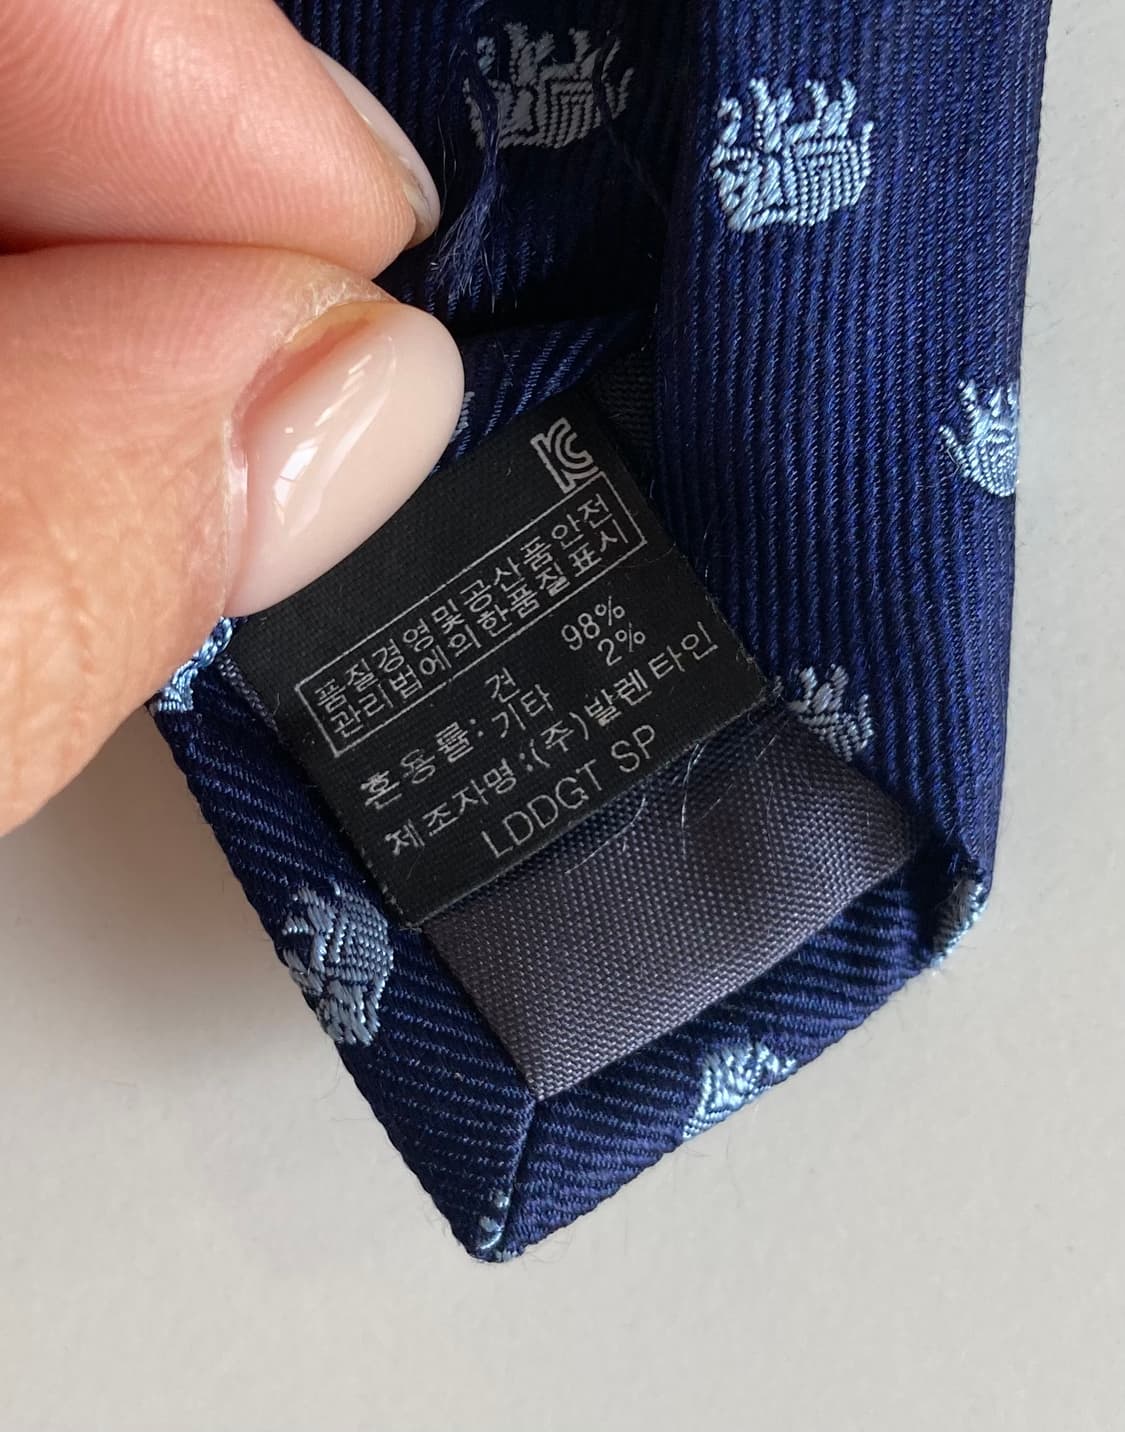 KC
품질경영및공산품안전
관리법에의한품질표시
혼용률: 견 98%
기타 2%
제조자명:(주)발렌타인
LDDGT SP